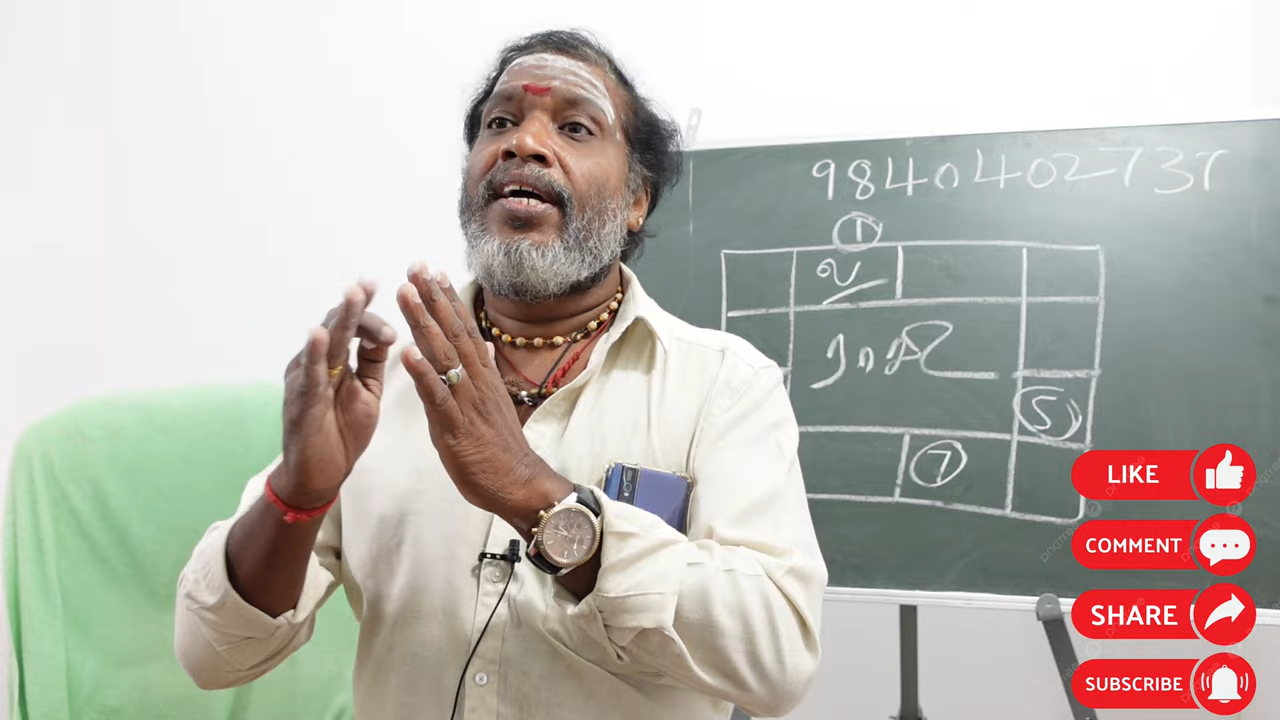 9840402737
①
ல
ராசி
⑤
⑦
LIKE
COMMENT
SHARE
SUBSCRIBE